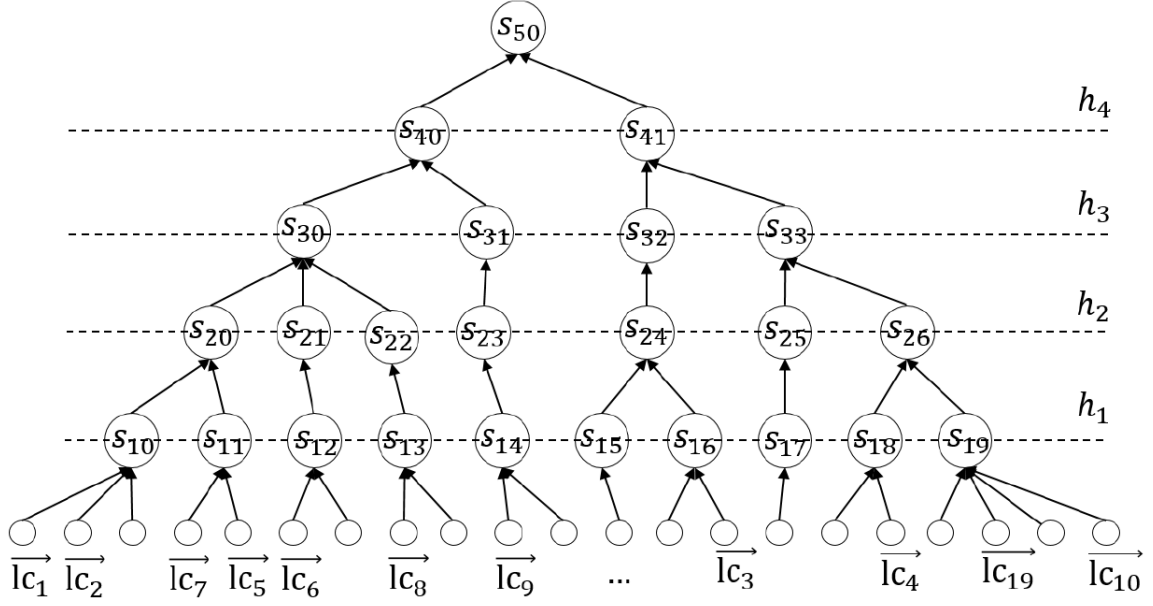 s₅₀
h₄
s₄₀ s₄₁
h₃
s₃₀ s₃₁ s₃₂ s₃₃
h₂
s₂₀ s₂₁ s₂₂ s₂₃ s₂₄ s₂₅ s₂₆
h₁
s₁₀ s₁₁ s₁₂ s₁₃ s₁₄ s₁₅ s₁₆ s₁₇ s₁₈ s₁₉
lc₁ lc₂ lc₇ lc₅ lc₆ lc₈ lc₉ ... lc₃ lc₄ lc₁₉ lc₁₀